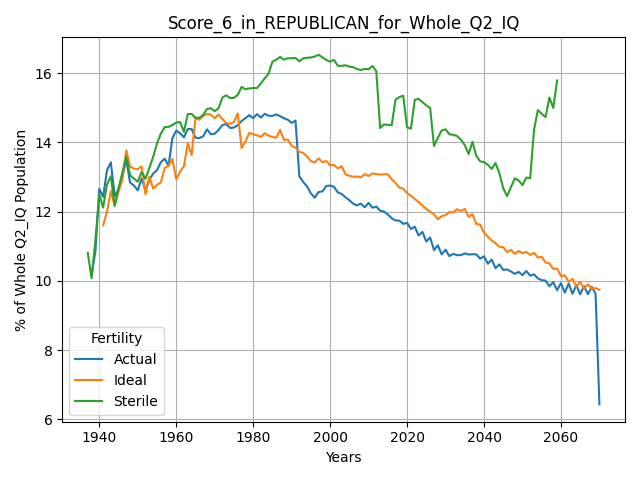 Score_6_in_REPUBLICAN_for_Whole_Q2_IQ
% of Whole Q2_IQ Population
16
14
12
10
8
6
Fertility
Actual
Ideal
Sterile
1940 1960 1980 2000 2020 2040 2060
Years